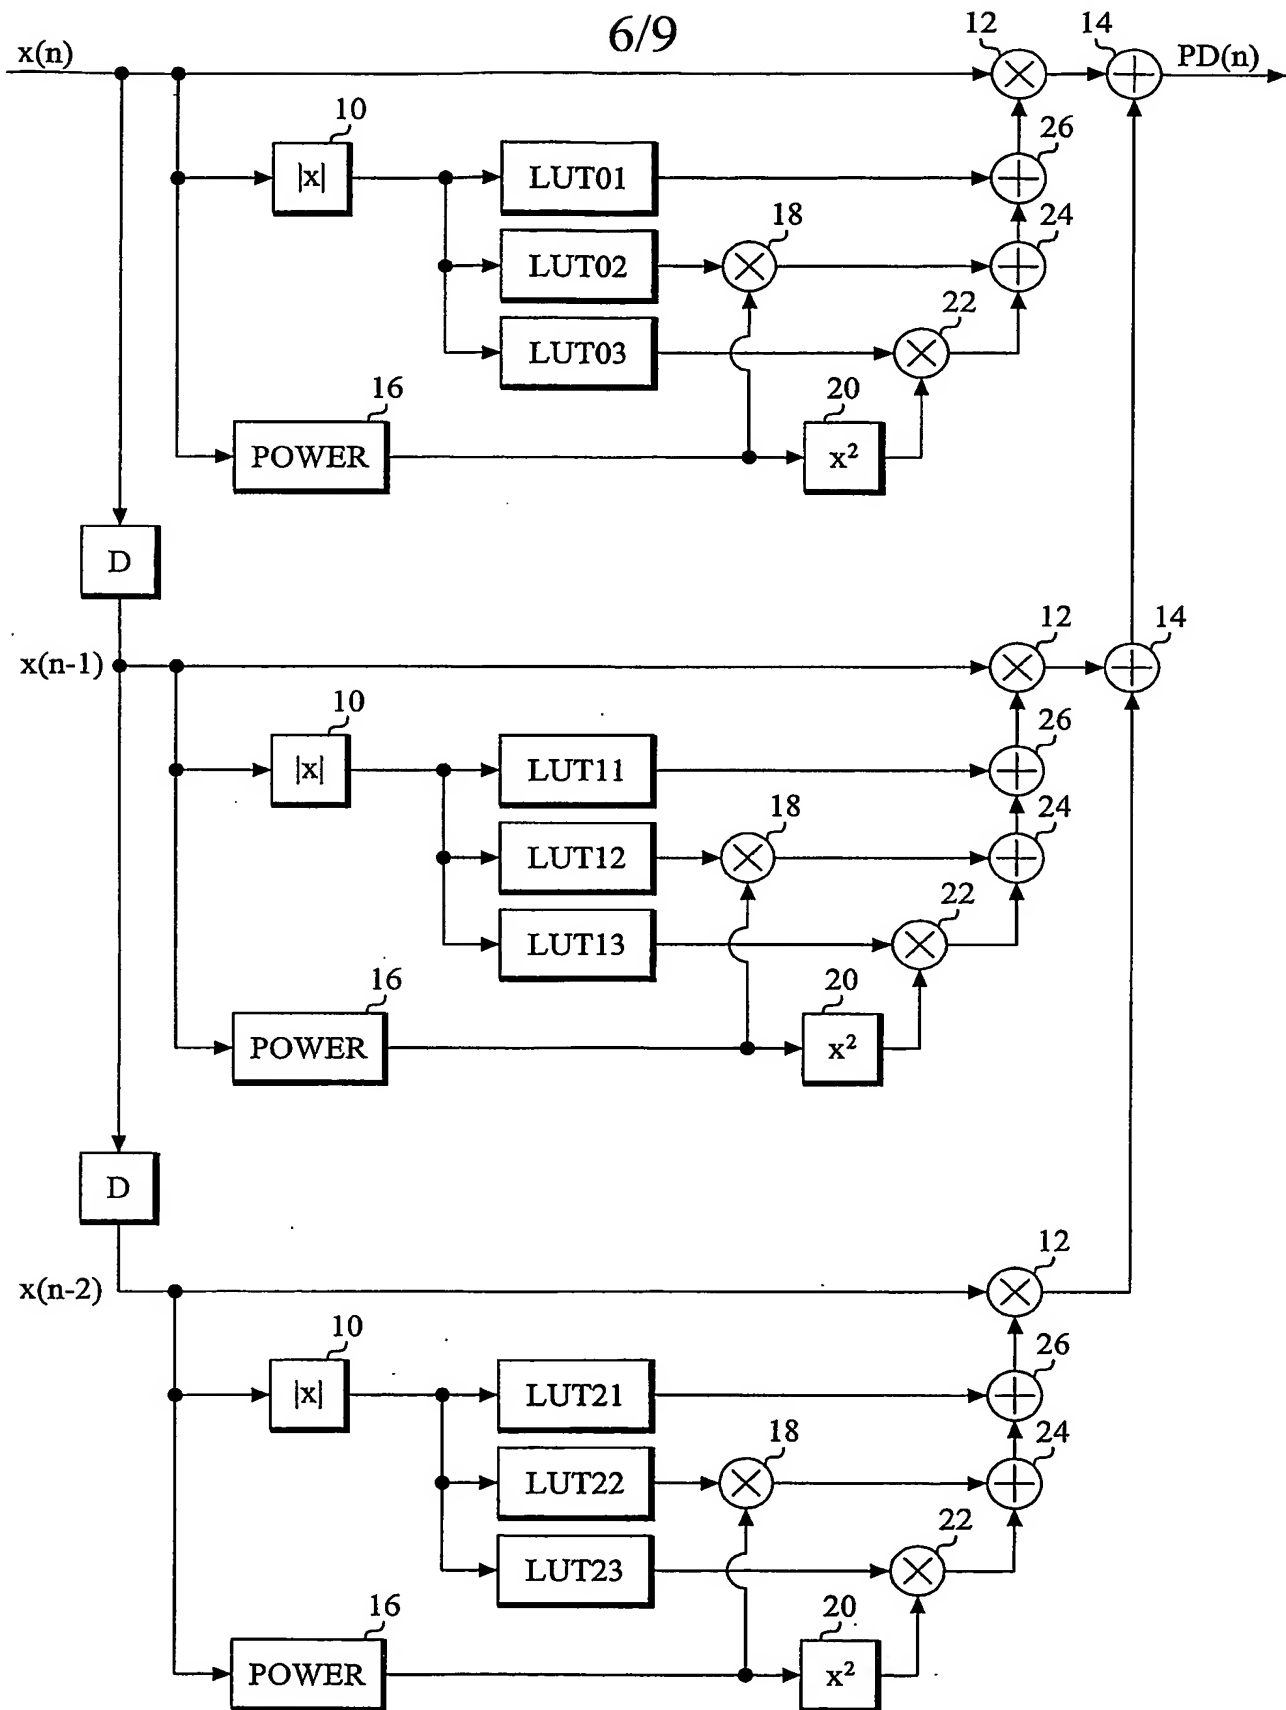 6/9
x(n)
12
14
PD(n)
10
|x|
LUT01
26
LUT02
18
24
LUT03
22
16
POWER
20
x²
D
x(n-1)
12
14
10
|x|
LUT11
26
LUT12
18
24
LUT13
22
16
POWER
20
x²
D
x(n-2)
12
10
|x|
LUT21
26
LUT22
18
24
LUT23
22
16
POWER
20
x²